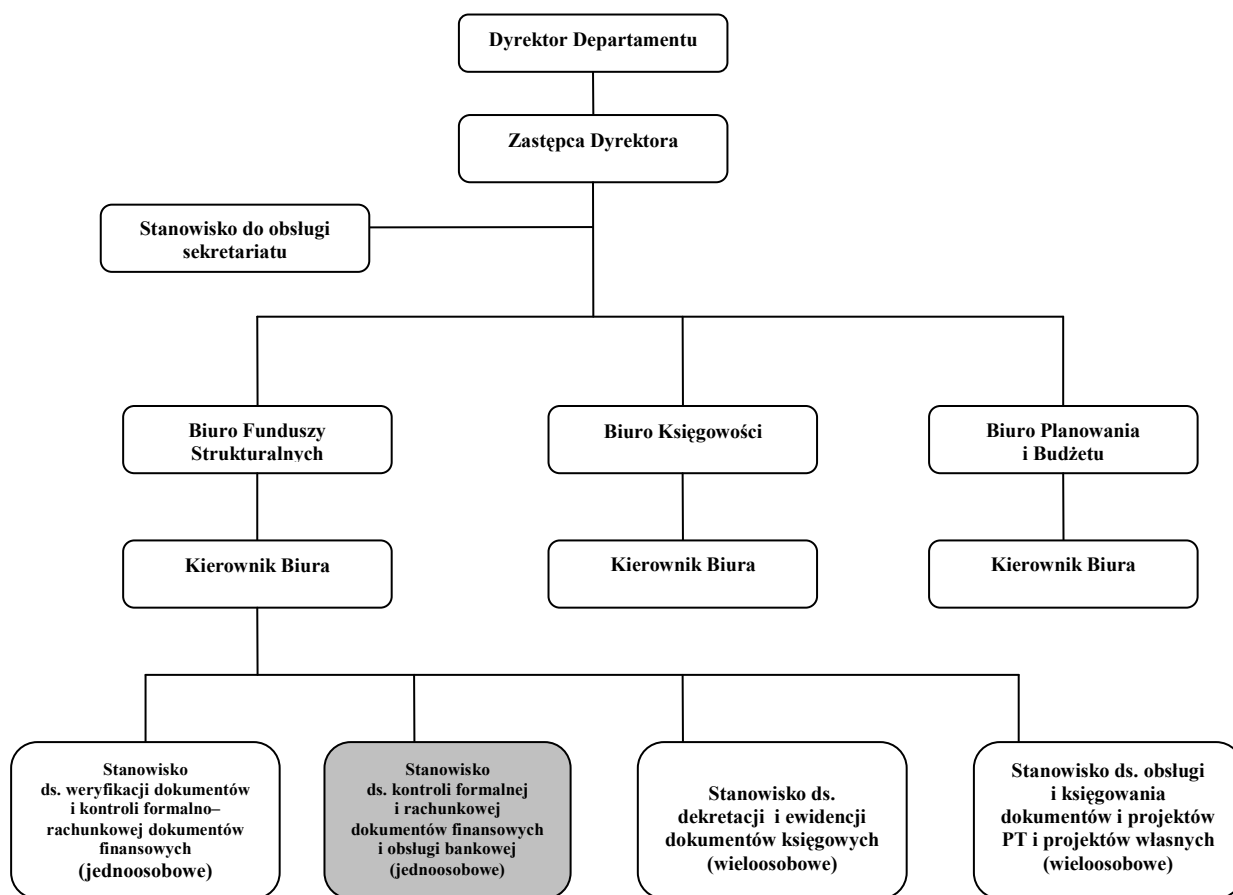 Dyrektor Departamentu
Zastępca Dyrektora
Stanowisko do obsługi
sekretariatu
Biuro Funduszy
Strukturalnych
Biuro Księgowości
Biuro Planowania
i Budżetu
Kierownik Biura
Kierownik Biura
Kierownik Biura
Stanowisko
ds. weryfikacji dokumentów
i kontroli formalno–
rachunkowej dokumentów
finansowych
(jednoosobowe)
Stanowisko
ds. kontroli formalnej
i rachunkowej
dokumentów finansowych
i obsługi bankowej
(jednoosobowe)
Stanowisko ds.
dekretacji i ewidencji
dokumentów księgowych
(wieloosobowe)
Stanowisko ds. obsługi
i księgowania
dokumentów i projektów
PT i projektów własnych
(wieloosobowe)